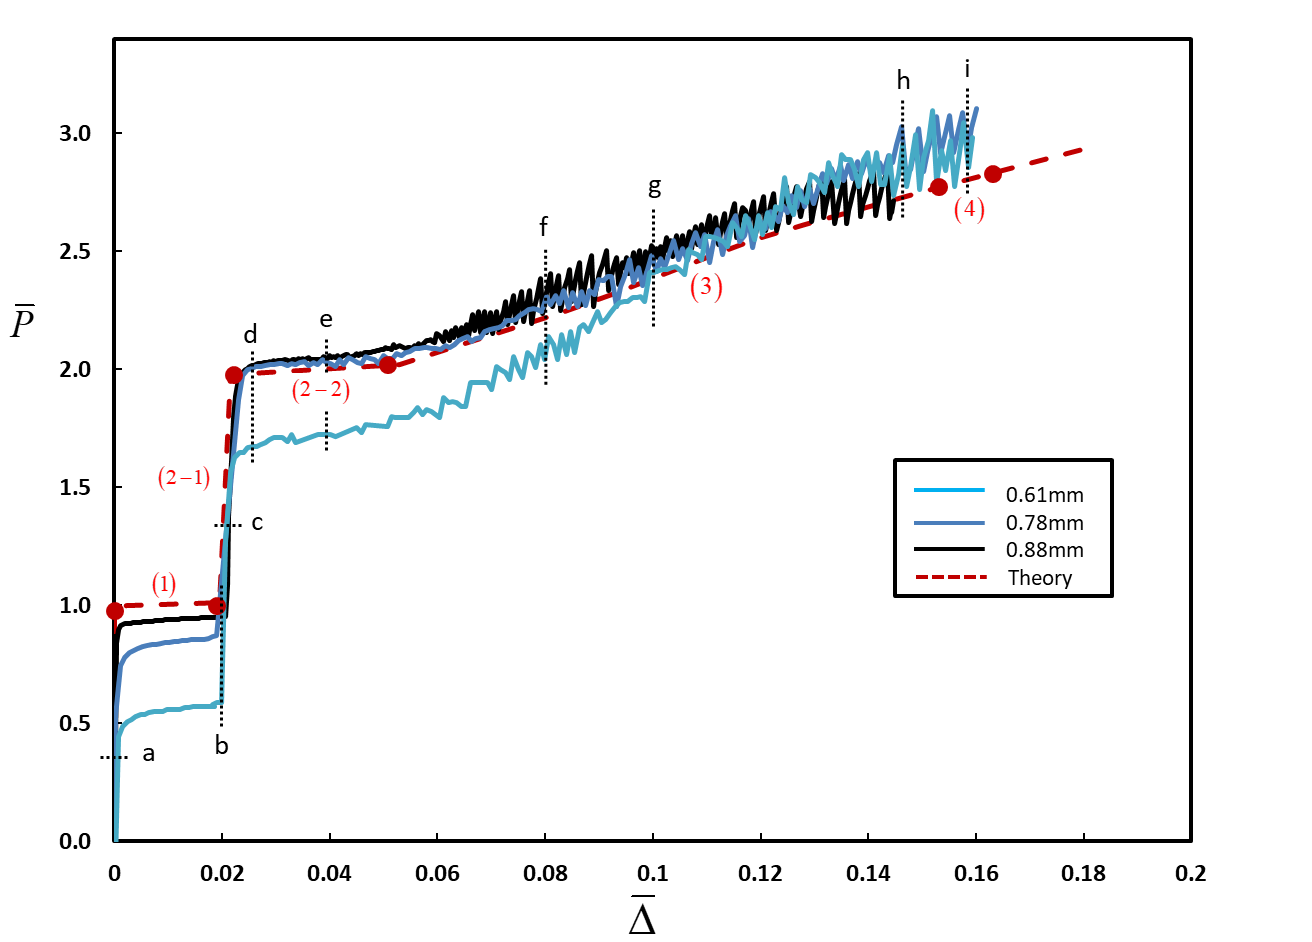 i
h
3.0
g
f
(4)
2.5
(3)
P̅
e
d
2.0
(2−2)
(2−1)
1.5
c
0.61mm
0.78mm
0.88mm
Theory
(1)
1.0
0.5
a
b
0.0
0 0.02 0.04 0.06 0.08 0.1 0.12 0.14 0.16 0.18 0.2
Δ̅